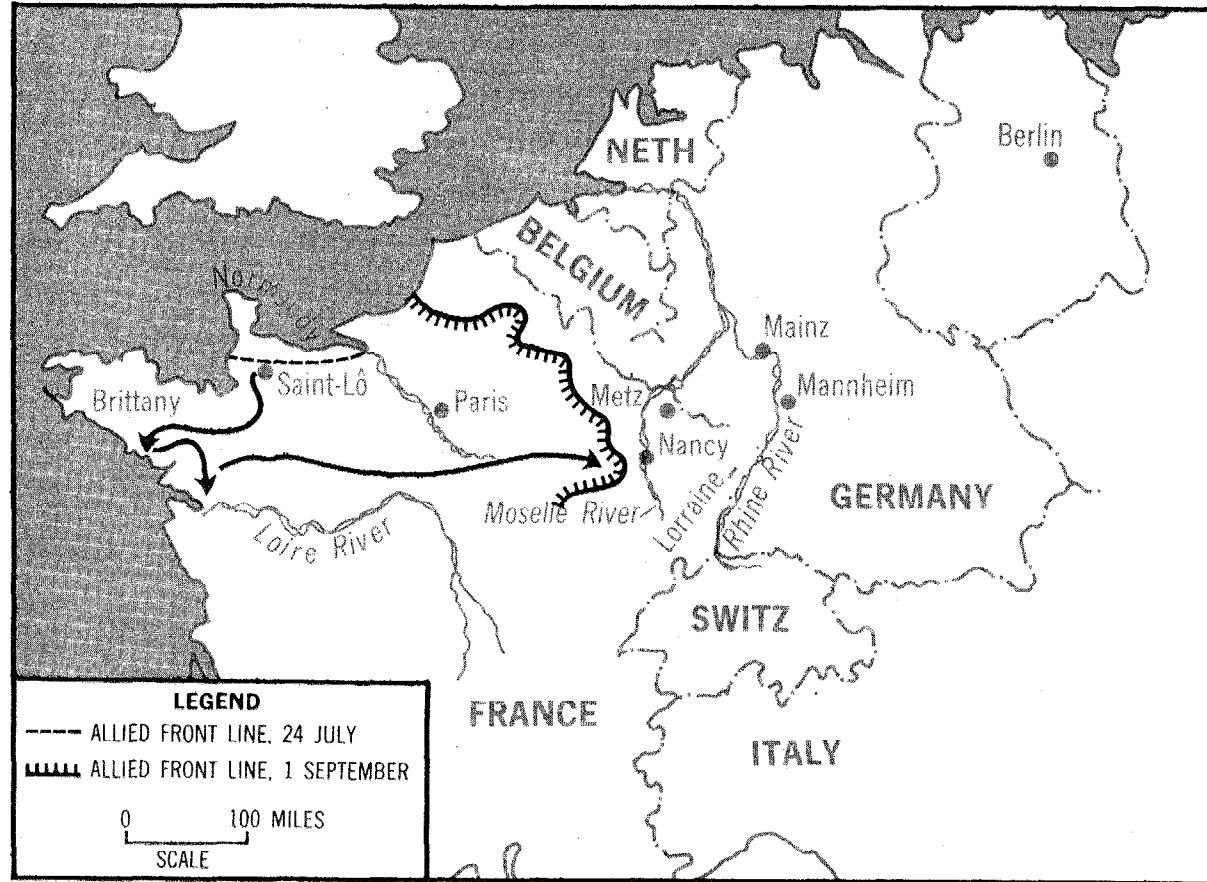 NETH
Berlin
BELGIUM
Normandy
Mainz
Saint-Lô
Brittany
Paris
Metz
Mannheim
Nancy
Moselle River
Lorraine
Rhine River
GERMANY
Loire River
SWITZ
FRANCE
ITALY
LEGEND
ALLIED FRONT LINE, 24 JULY
ALLIED FRONT LINE, 1 SEPTEMBER
0 100 MILES
SCALE